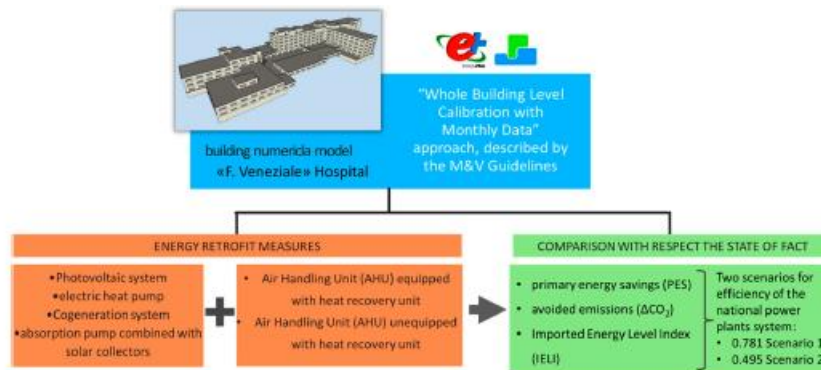 e+
"Whole Building Level
Calibration with
Monthly Data"
approach, described by
the M&V Guidelines
building numericla model
«F. Veneziale» Hospital
ENERGY RETROFIT MEASURES
•Photovoltaic system
•electric heat pump
•Cogeneration system
•absorption pump combined with
solar collectors
• Air Handling Unit (AHU) equipped
with heat recovery unit
• Air Handling Unit (AHU) unequipped
with heat recovery unit
COMPARISON WITH RESPECT THE STATE OF FACT
• primary energy savings (PES)
• avoided emissions (ΔCO₂)
• Imported Energy Level Index
(IELI)
Two scenarios for
efficiency of the
national power
plants system:
• 0.781 Scenario 1
• 0.495 Scenario 2